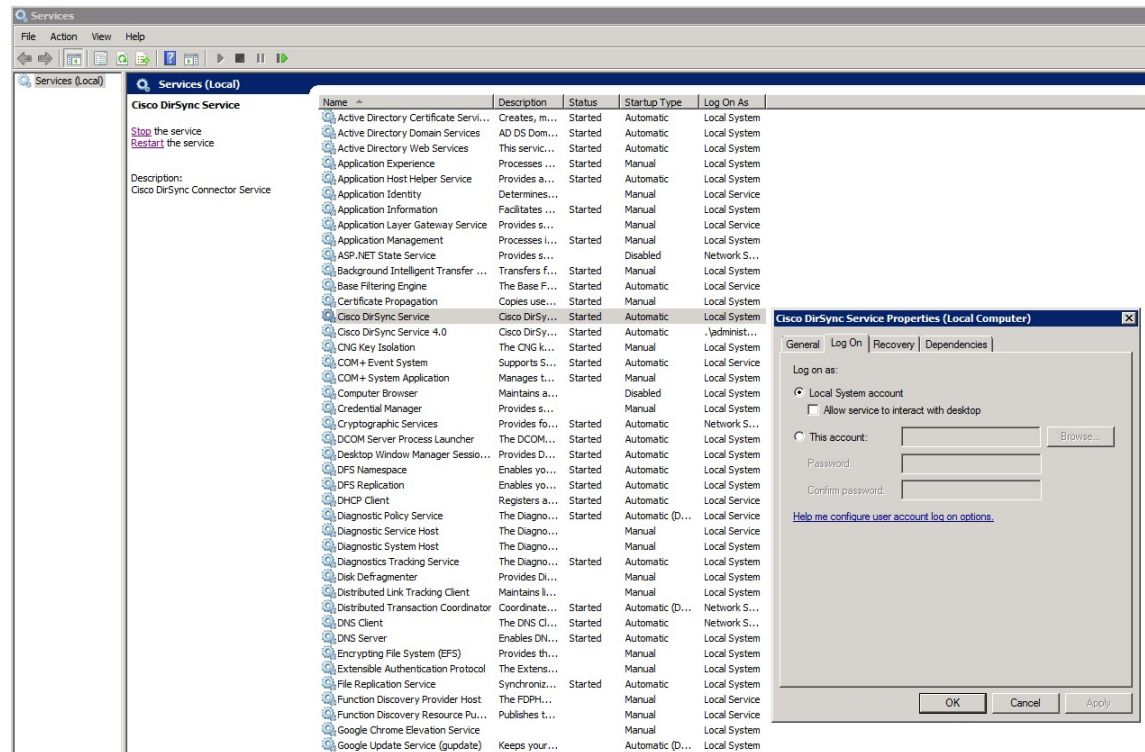 Services
File Action View Help
Services (Local)
Services (Local)
Cisco DirSync Service
Stop the service
Restart the service
Description:
Cisco DirSync Connector Service
Name Description Status Startup Type Log On As
Active Directory Certificate Servi... Creates, m... Started Automatic Local System
Active Directory Domain Services AD DS Dom... Started Automatic Local System
Active Directory Web Services This servic... Started Automatic Local System
Application Experience Processes ... Started Manual Local System
Application Host Helper Service Provides a... Started Automatic Local System
Application Identity Determines... Manual Local Service
Application Information Facilitates ... Started Manual Local System
Application Layer Gateway Service Provides s... Manual Local Service
Application Management Processes i... Started Manual Local System
ASP.NET State Service Provides s... Disabled Network S...
Background Intelligent Transfer ... Transfers f... Started Manual Local System
Base Filtering Engine The Base F... Started Automatic Local Service
Certificate Propagation Copies use... Started Manual Local System
Cisco DirSync Service Cisco DirSy... Started Automatic Local System
Cisco DirSync Service 4.0 Cisco DirSy... Started Automatic .\administ...
CNG Key Isolation The CNG k... Started Manual Local System
COM+ Event System Supports S... Started Automatic Local Service
COM+ System Application Manages t... Started Manual Local System
Computer Browser Maintains a... Disabled Local System
Credential Manager Provides s... Manual Local System
Cryptographic Services Provides fo... Started Automatic Network S...
DCOM Server Process Launcher The DCOM... Started Automatic Local System
Desktop Window Manager Sessio... Provides D... Started Automatic Local System
DFS Namespace Enables yo... Started Automatic Local System
DFS Replication Enables yo... Started Automatic Local System
DHCP Client Registers a... Started Automatic Local Service
Diagnostic Policy Service The Diagno... Started Automatic (D... Local Service
Diagnostic Service Host The Diagno... Manual Local Service
Diagnostic System Host The Diagno... Manual Local System
Diagnostics Tracking Service The Diagno... Started Automatic Local System
Disk Defragmenter Provides Di... Manual Local System
Distributed Link Tracking Client Maintains li... Manual Local System
Distributed Transaction Coordinator Coordinate... Started Automatic (D... Network S...
DNS Client The DNS Cl... Started Automatic Network S...
DNS Server Enables DN... Started Automatic Local System
Encrypting File System (EFS) Provides th... Manual Local System
Extensible Authentication Protocol The Extens... Manual Local System
File Replication Service Synchroniz... Started Automatic Local System
Function Discovery Provider Host The FDPH... Manual Local Service
Function Discovery Resource Pu... Publishes t... Manual Local Service
Google Chrome Elevation Service Manual Local System
Google Update Service (gupdate) Keeps your... Automatic (D... Local System
Cisco DirSync Service Properties (Local Computer)
General Log On Recovery Dependencies
Log on as:
Local System account
Allow service to interact with desktop
This account: Browse...
Password:
Confirm password:
Help me configure user account log on options.
OK Cancel Apply